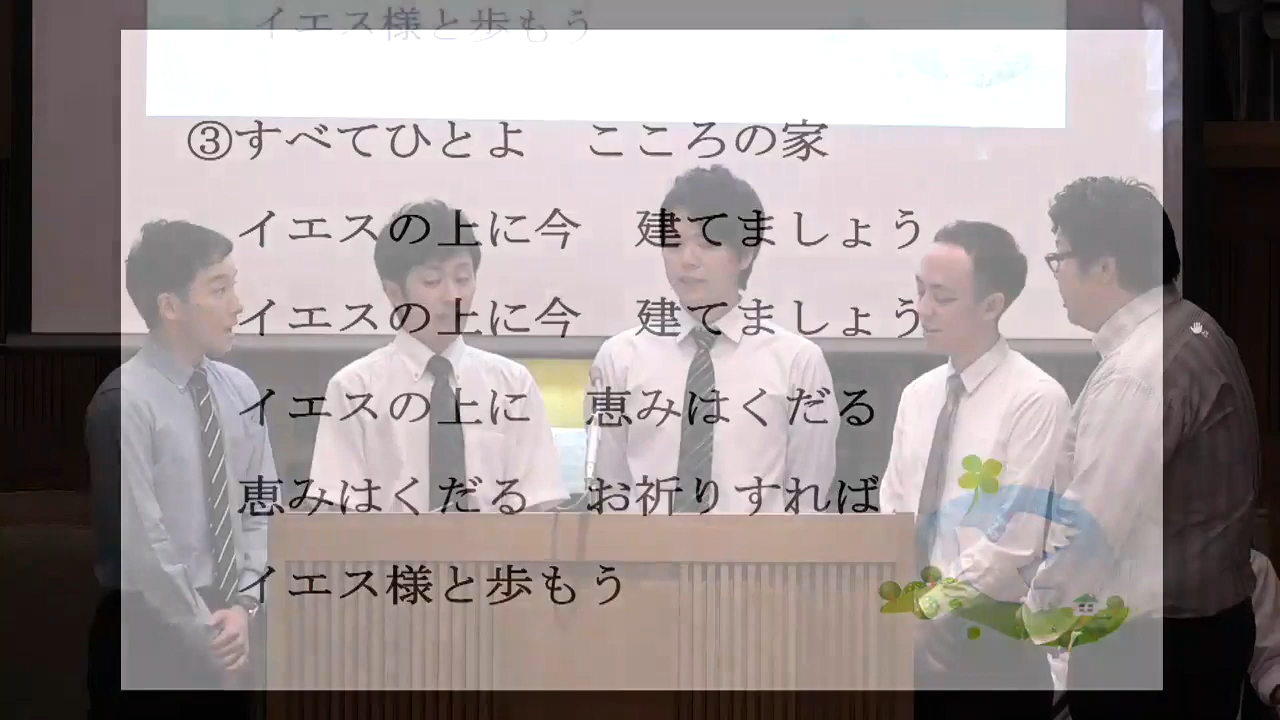 イエス様と歩もう
③すべてひとよ　こころの家
イエスの上に今　建てましょう
イエスの上に今　建てましょう
イエスの上に　恵みはくだる
恵みはくだる　お祈りすれば
イエス様と歩もう